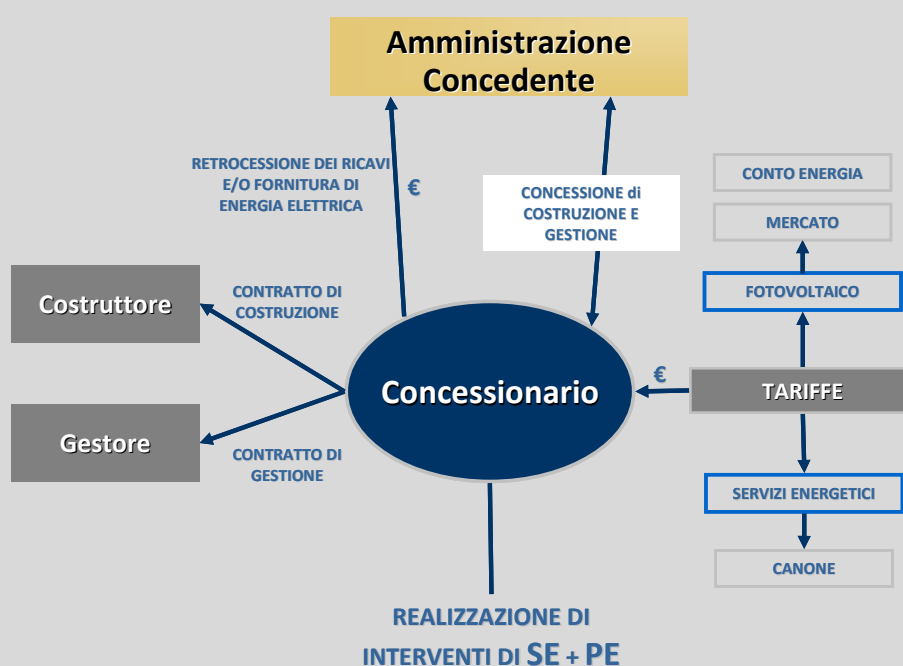 Amministrazione
Concedente
RETROCESSIONE DEI RICAVI
E/O FORNITURA DI
ENERGIA ELETTRICA
€
CONCESSIONE di
COSTRUZIONE E
GESTIONE
CONTO ENERGIA
MERCATO
FOTOVOLTAICO
Costruttore
CONTRATTO DI
COSTRUZIONE
Concessionario
€
TARIFFE
Gestore
CONTRATTO DI
GESTIONE
SERVIZI ENERGETICI
CANONE
REALIZZAZIONE DI
INTERVENTI DI SE + PE